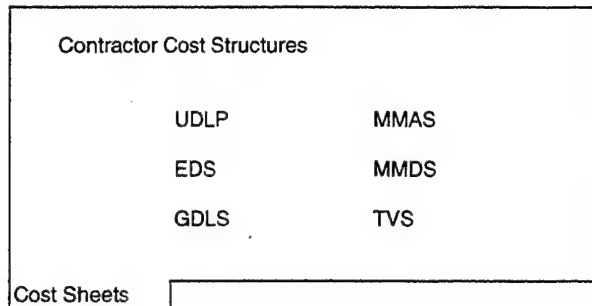 Contractor Cost Structures
UDLP MMAS
EDS MMDS
GDLS TVS
Cost Sheets